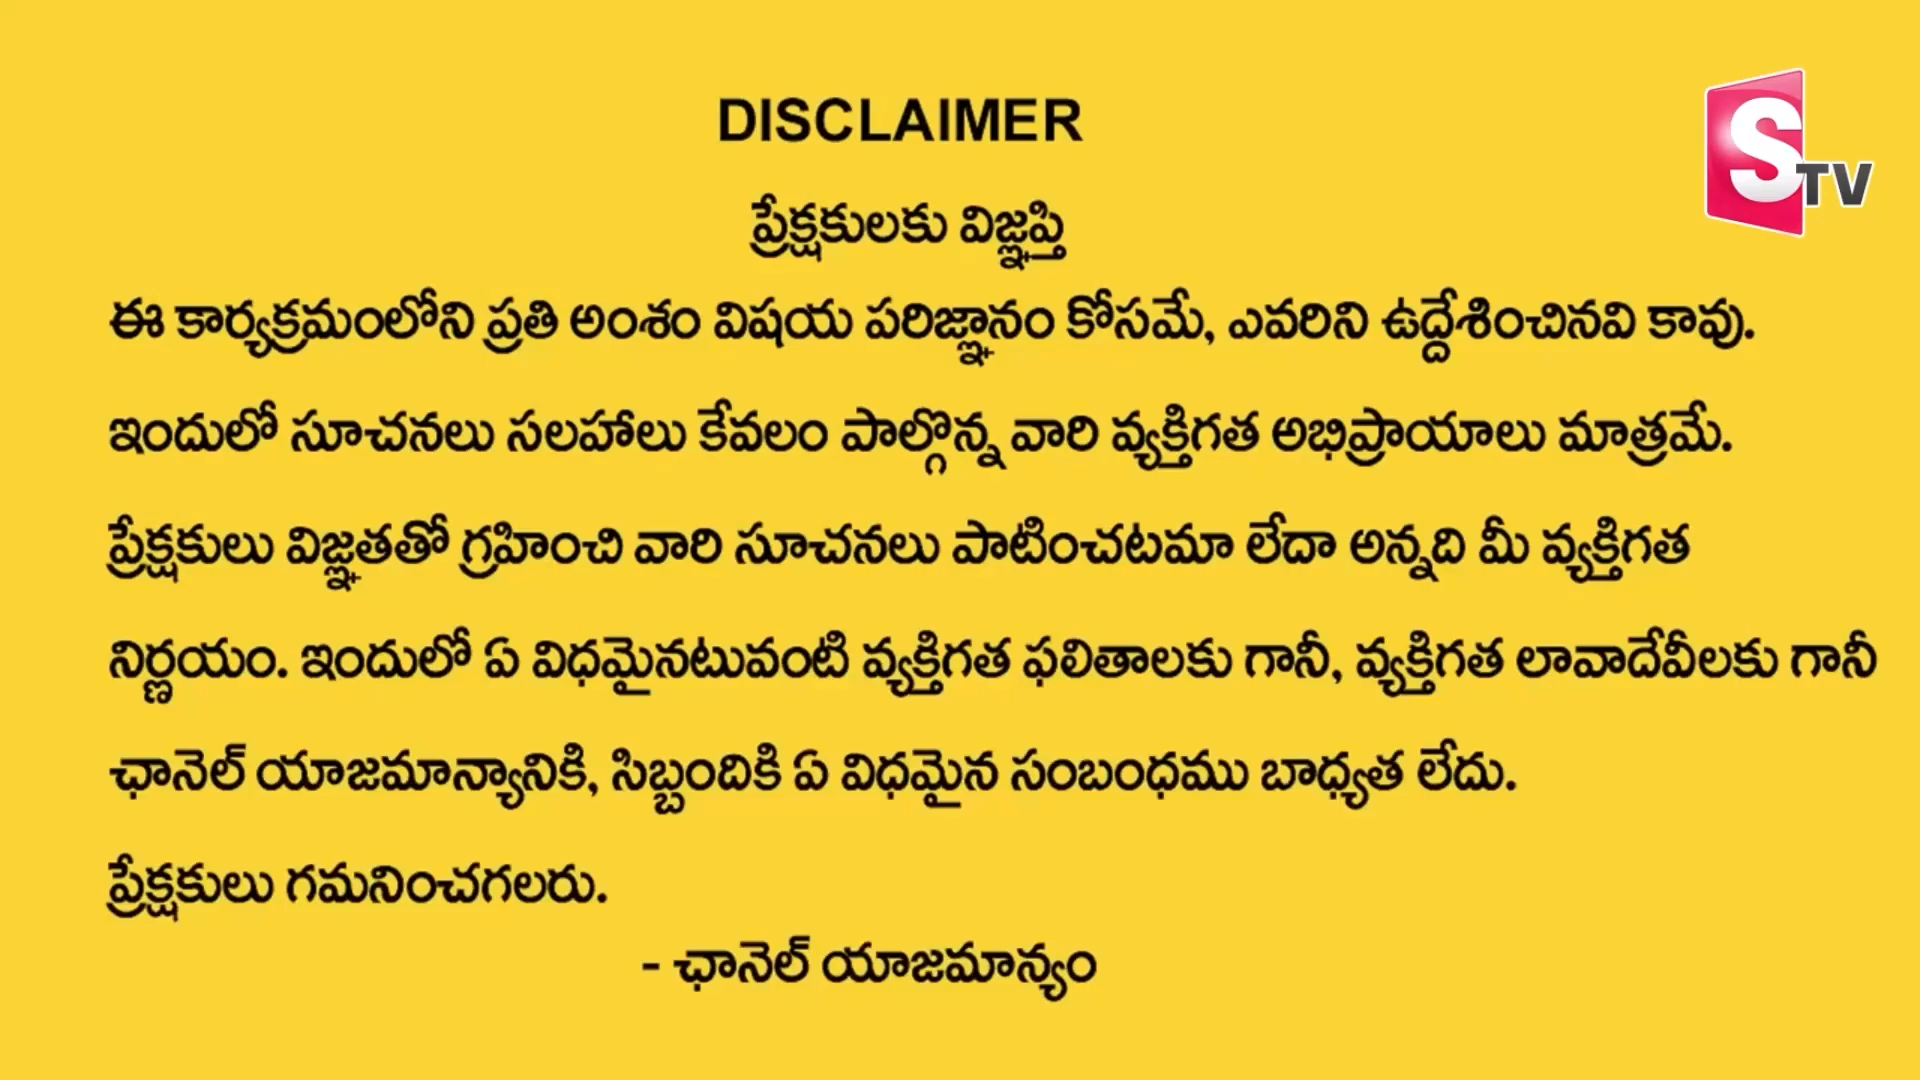 DISCLAIMER
STV
ప్రేక్షకులకు విజ్ఞప్తి
ఈ కార్యక్రమంలోని ప్రతి అంశం విషయ పరిజ్ఞానం కోసమే, ఎవరిని ఉద్దేశించినవి కావు.
ఇందులో సూచనలు సలహాలు కేవలం పాల్గొన్న వారి వ్యక్తిగత అభిప్రాయాలు మాత్రమే.
ప్రేక్షకులు విజ్ఞతతో గ్రహించి వారి సూచనలు పాటించటమా లేదా అన్నది మీ వ్యక్తిగత
నిర్ణయం. ఇందులో ఏ విధమైనటువంటి వ్యక్తిగత ఫలితాలకు గానీ, వ్యక్తిగత లావాదేవీలకు గానీ
ఛానెల్ యాజమాన్యానికి, సిబ్బందికి ఏ విధమైన సంబంధము బాధ్యత లేదు.
ప్రేక్షకులు గమనించగలరు.
- ఛానెల్ యాజమాన్యం